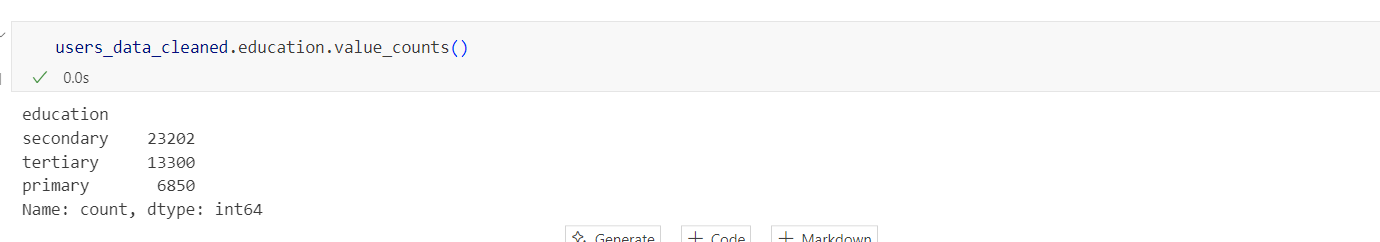 users_data_cleaned.education.value_counts()
0.0s
education
secondary    23202
tertiary     13300
primary       6850
Name: count, dtype: int64
Generate
Code
Markdown